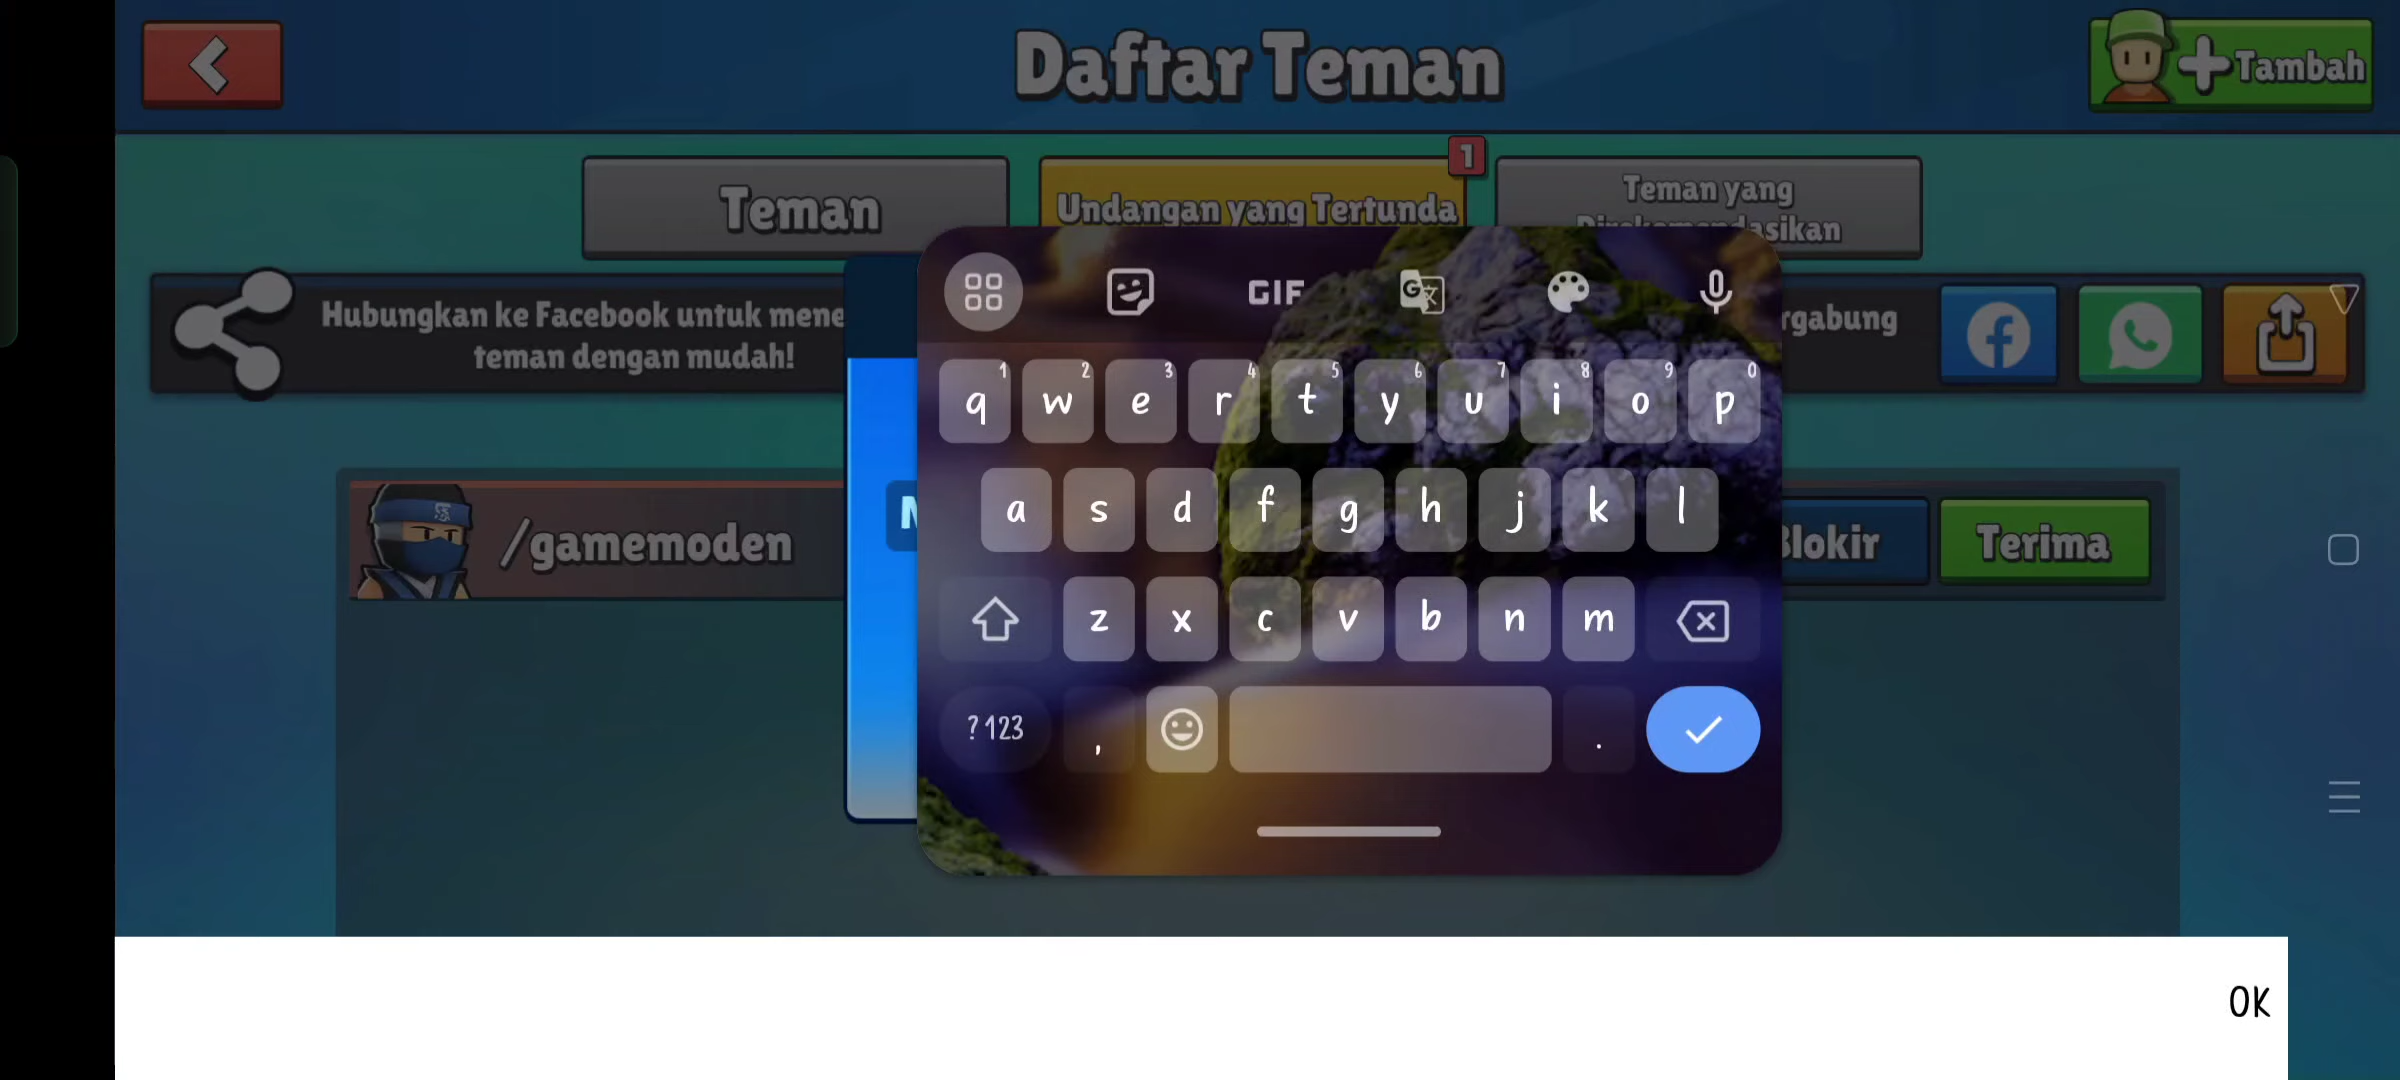 Daftar Teman
Tambah
Teman
Undangan yang Tertunda
1
Teman yang
Direkomendasikan
Hubungkan ke Facebook untuk mene
teman dengan mudah!
rgabung
/gamemoden
Blokir
Terima
GIF
q w e r t y u i o p
1 2 3 4 5 6 7 8 9 0
a s d f g h j k l
z x c v b n m
?123 , .
OK